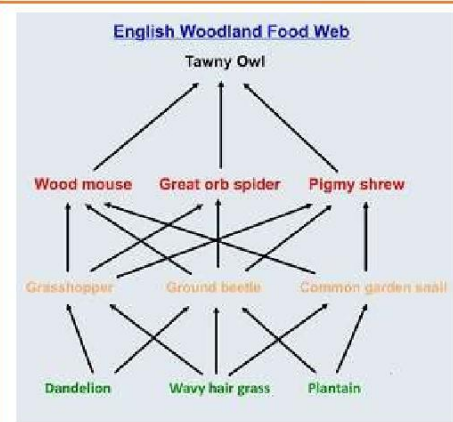 English Woodland Food Web
Tawny Owl
Wood mouse Great orb spider Pigmy shrew
Grasshopper Ground beetle Common garden snail
Dandelion Wavy hair grass Plantain